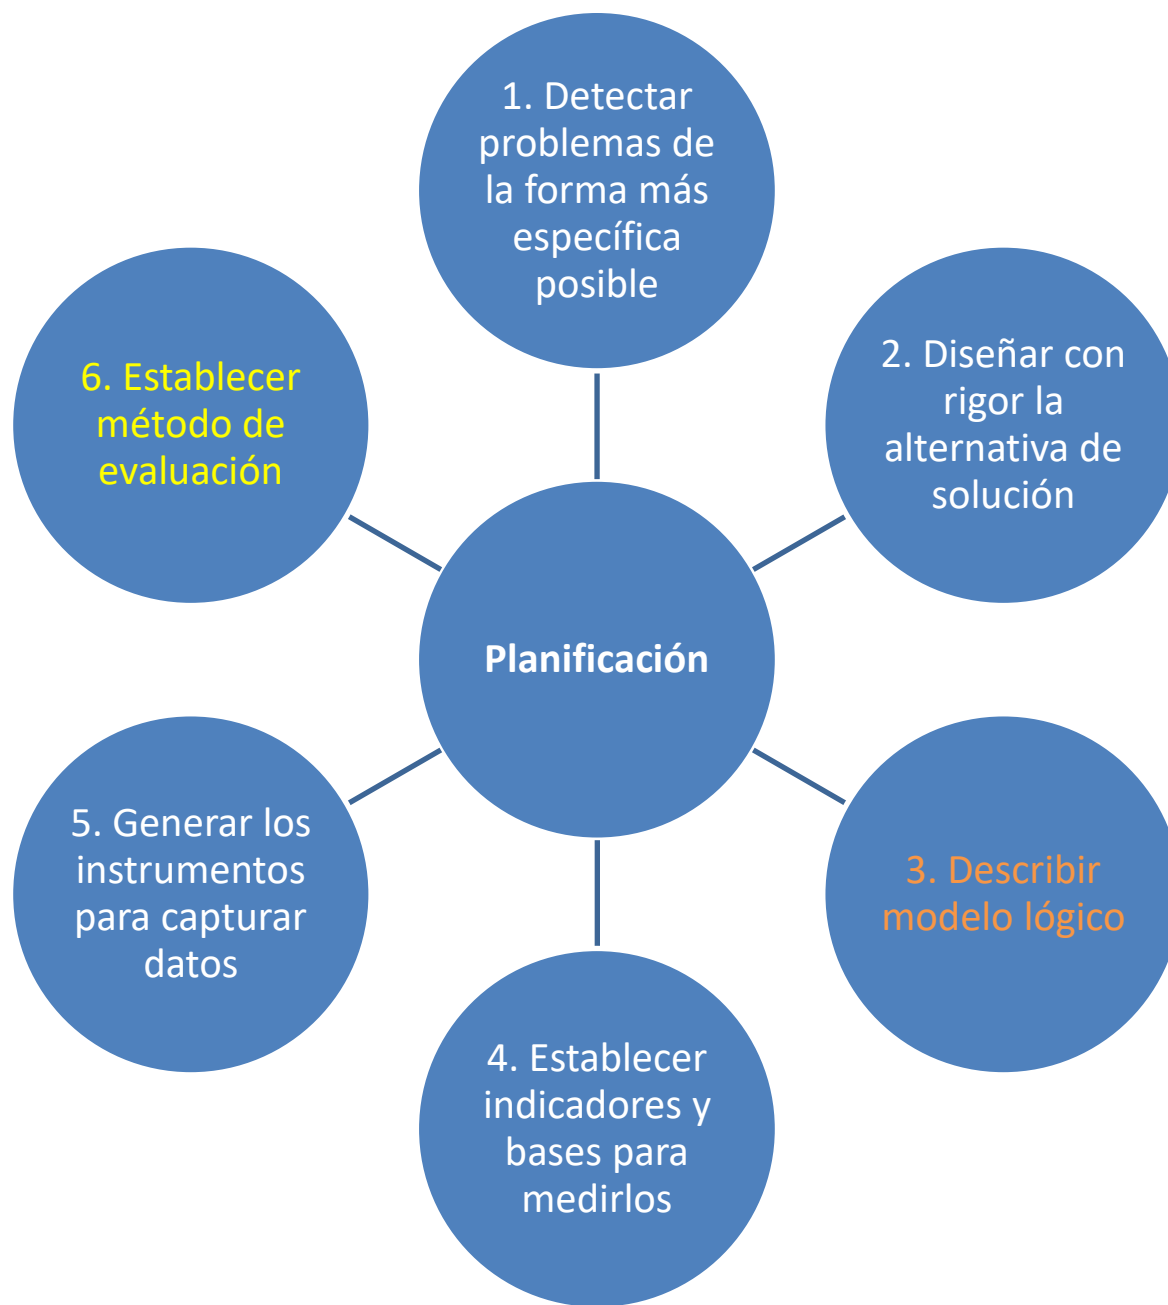 1. Detectar
problemas de
la forma más
específica
posible
2. Diseñar con
rigor la
alternativa de
solución
3. Describir
modelo lógico
4. Establecer
indicadores y
bases para
medirlos
5. Generar los
instrumentos
para capturar
datos
6. Establecer
método de
evaluación
Planificación